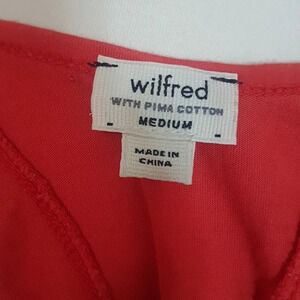 wilfred
WITH PIMA COTTON
MEDIUM
MADE IN
CHINA